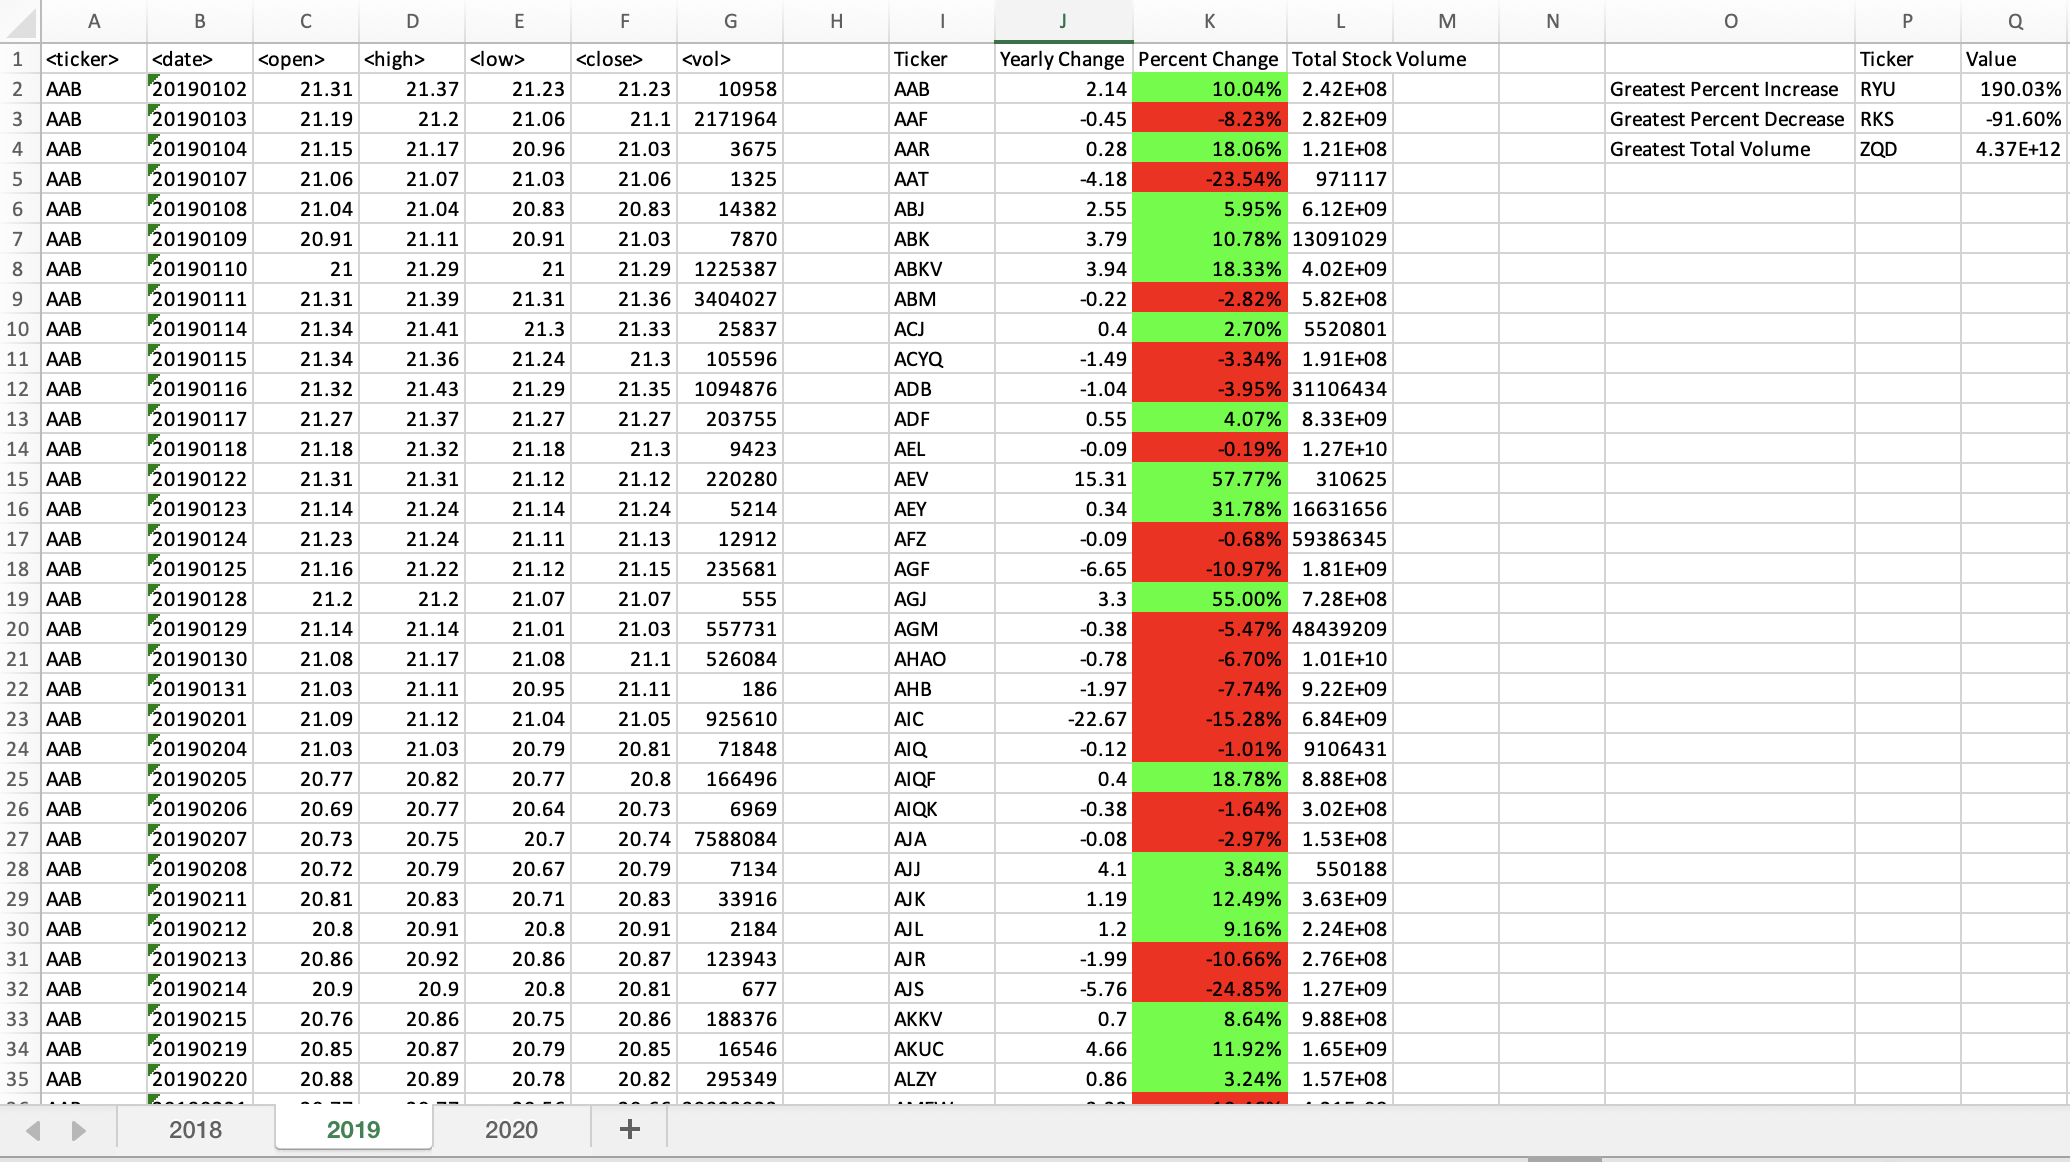 A B C D E F G H I J K L M N O P Q
1 <ticker> <date> <open> <high> <low> <close> <vol> Ticker Yearly Change Percent Change Total Stock Volume Ticker Value
2 AAB 20190102 21.31 21.37 21.23 21.23 10958 AAB 2.14 10.04% 2.42E+08 Greatest Percent Increase RYU 190.03%
3 AAB 20190103 21.19 21.2 21.06 21.1 2171964 AAF -0.45 -8.23% 2.82E+09 Greatest Percent Decrease RKS -91.60%
4 AAB 20190104 21.15 21.17 20.96 21.03 3675 AAR 0.28 18.06% 1.21E+08 Greatest Total Volume ZQD 4.37E+12
5 AAB 20190107 21.06 21.07 21.03 21.06 1325 AAT -4.18 -23.54% 971117
6 AAB 20190108 21.04 21.04 20.83 20.83 14382 ABJ 2.55 5.95% 6.12E+09
7 AAB 20190109 20.91 21.11 20.91 21.03 7870 ABK 3.79 10.78% 13091029
8 AAB 20190110 21 21.29 21 21.29 1225387 ABKV 3.94 18.33% 4.02E+09
9 AAB 20190111 21.31 21.39 21.31 21.36 3404027 ABM -0.22 -2.82% 5.82E+08
10 AAB 20190114 21.34 21.41 21.3 21.33 25837 ACJ 0.4 2.70% 5520801
11 AAB 20190115 21.34 21.36 21.24 21.3 105596 ACYQ -1.49 -3.34% 1.91E+08
12 AAB 20190116 21.32 21.43 21.29 21.35 1094876 ADB -1.04 -3.95% 31106434
13 AAB 20190117 21.27 21.37 21.27 21.27 203755 ADF 0.55 4.07% 8.33E+09
14 AAB 20190118 21.18 21.32 21.18 21.3 9423 AEL -0.09 -0.19% 1.27E+10
15 AAB 20190122 21.31 21.31 21.12 21.12 220280 AEV 15.31 57.77% 310625
16 AAB 20190123 21.14 21.24 21.14 21.24 5214 AEY 0.34 31.78% 16631656
17 AAB 20190124 21.23 21.24 21.11 21.13 12912 AFZ -0.09 -0.68% 59386345
18 AAB 20190125 21.16 21.22 21.12 21.15 235681 AGF -6.65 -10.97% 1.81E+09
19 AAB 20190128 21.2 21.2 21.07 21.07 555 AGJ 3.3 55.00% 7.28E+08
20 AAB 20190129 21.14 21.14 21.01 21.03 557731 AGM -0.38 -5.47% 48439209
21 AAB 20190130 21.08 21.17 21.08 21.1 526084 AHAO -0.78 -6.70% 1.01E+10
22 AAB 20190131 21.03 21.11 20.95 21.11 186 AHB -1.97 -7.74% 9.22E+09
23 AAB 20190201 21.09 21.12 21.04 21.05 925610 AIC -22.67 -15.28% 6.84E+09
24 AAB 20190204 21.03 21.03 20.79 20.81 71848 AIQ -0.12 -1.01% 9106431
25 AAB 20190205 20.77 20.82 20.77 20.8 166496 AIQF 0.4 18.78% 8.88E+08
26 AAB 20190206 20.69 20.77 20.64 20.73 6969 AIQK -0.38 -1.64% 3.02E+08
27 AAB 20190207 20.73 20.75 20.7 20.74 7588084 AJA -0.08 -2.97% 1.53E+08
28 AAB 20190208 20.72 20.79 20.67 20.79 7134 AJJ 4.1 3.84% 550188
29 AAB 20190211 20.81 20.83 20.71 20.83 33916 AJK 1.19 12.49% 3.63E+09
30 AAB 20190212 20.8 20.91 20.8 20.91 2184 AJL 1.2 9.16% 2.24E+08
31 AAB 20190213 20.86 20.92 20.86 20.87 123943 AJR -1.99 -10.66% 2.76E+08
32 AAB 20190214 20.9 20.9 20.8 20.81 677 AJS -5.76 -24.85% 1.27E+09
33 AAB 20190215 20.76 20.86 20.75 20.86 188376 AKKV 0.7 8.64% 9.88E+08
34 AAB 20190219 20.85 20.87 20.79 20.85 16546 AKUC 4.66 11.92% 1.65E+09
35 AAB 20190220 20.88 20.89 20.78 20.82 295349 ALZY 0.86 3.24% 1.57E+08
2018 2019 2020 +